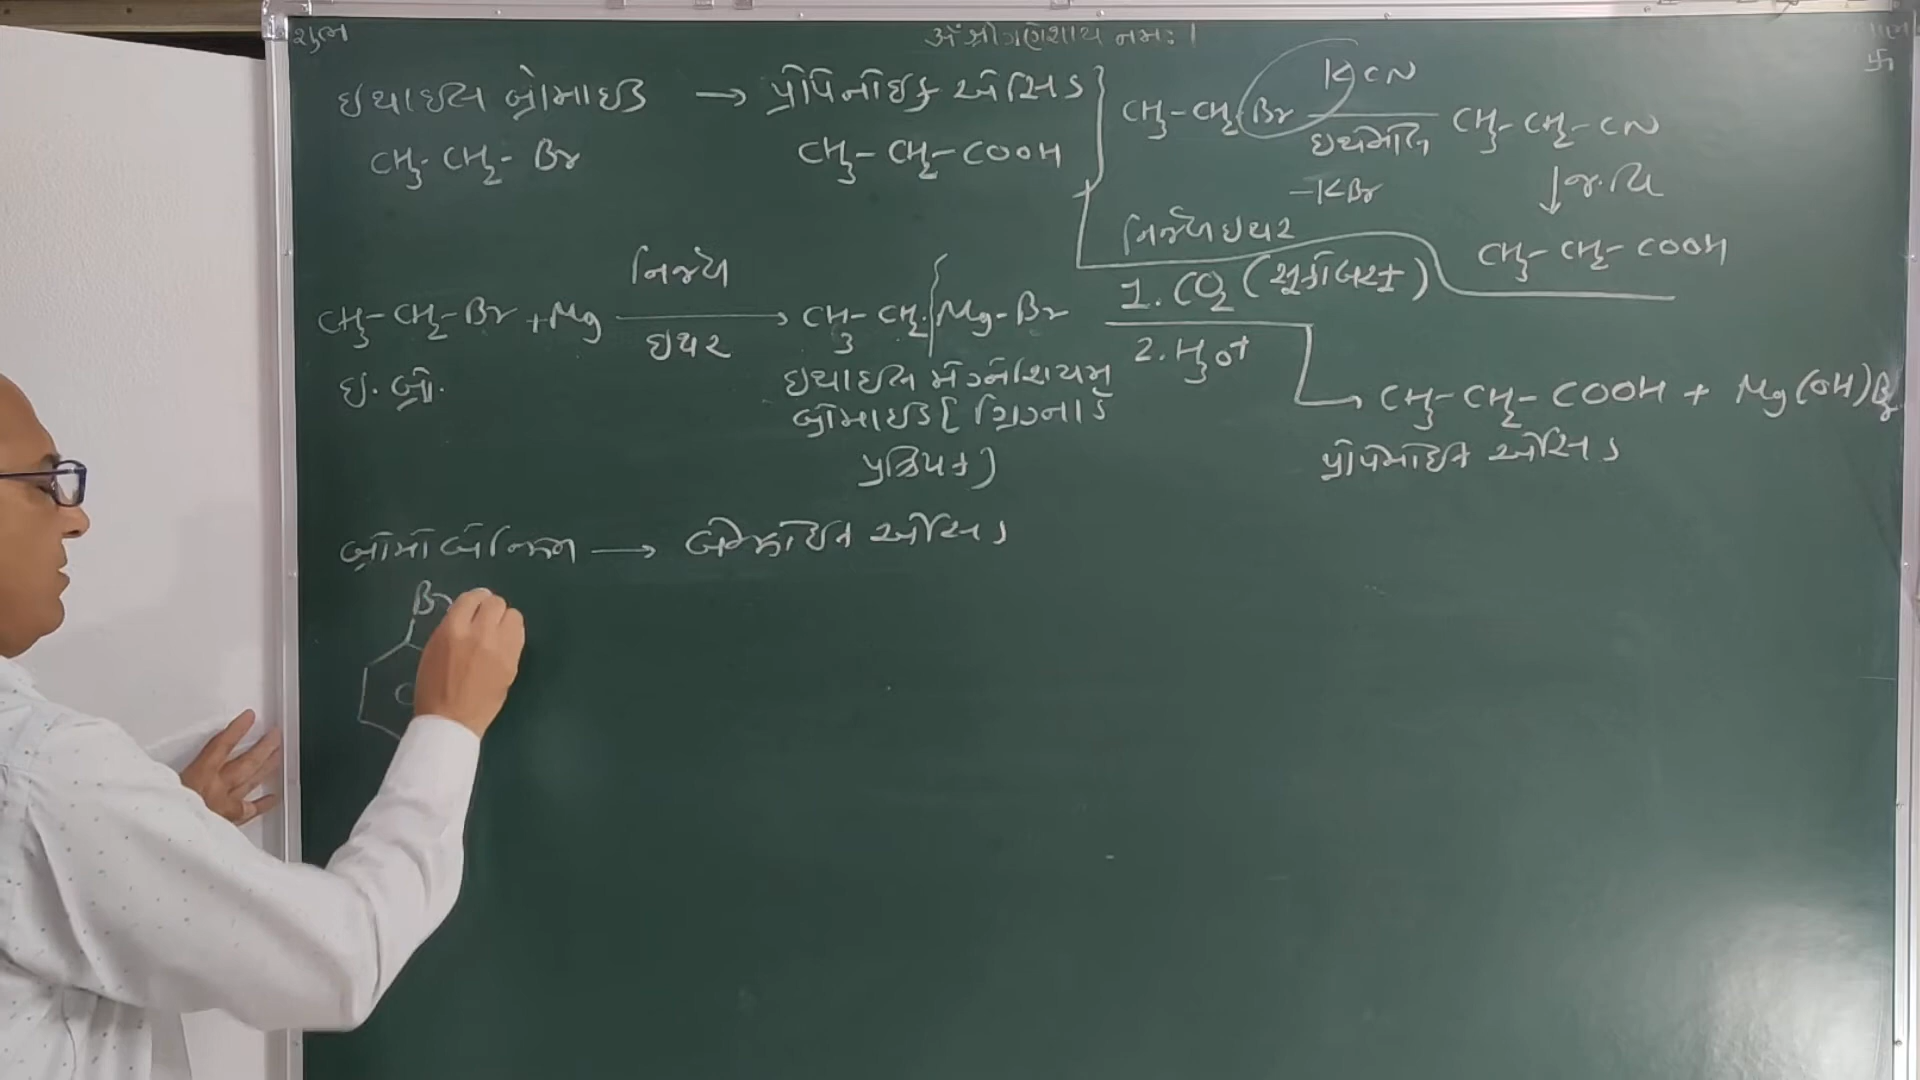 શુભ
ૐ શ્રી ગણેશાય નમઃ।
卐
ઇથાઇલ બ્રોમાઇડ → પ્રોપેનોઇક એસિડ
CH₃-CH₂-Br
CH₃-CH₂-COOH
CH₃-CH₂-Br KCN ઇથેનોલ -KBr CH₃-CH₂-CN
↓ જ.વિ
CH₃-CH₂-COOH
CH₃-CH₂-Br + Mg નિર્જળ ઇથર → CH₃-CH₂-Mg-Br
ઇ. બ્રો.
ઇથાઇલ મેગ્નેશિયમ
બ્રોમાઇડ [ગ્રિગ્નાર્ડ
પ્રક્રિયક]
નિર્જળ ઇથર
1. CO₂ (સૂકો બરફ)
2. H₃O⁺
→ CH₃-CH₂-COOH + Mg(OH)Br
પ્રોપેનોઇક એસિડ
બ્રોમો બેન્ઝિન → બેન્ઝોઇક એસિડ
Br